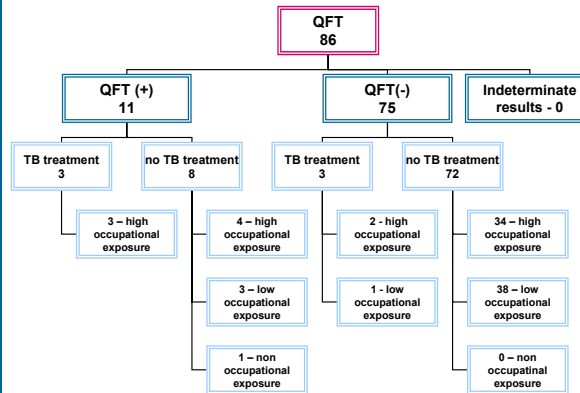 QFT
86
QFT (+)
11
QFT(-)
75
Indeterminate
results - 0
TB treatment
3
no TB treatment
8
TB treatment
3
no TB treatment
72
3 – high
occupational
exposure
4 – high
occupational
exposure
2 - high
occupational
exposure
34 – high
occupational
exposure
3 – low
occupational
exposure
1 - low
occupational
exposure
38 – low
occupational
exposure
1 – non
occupational
exposure
0 – non
occupatinal
exposure